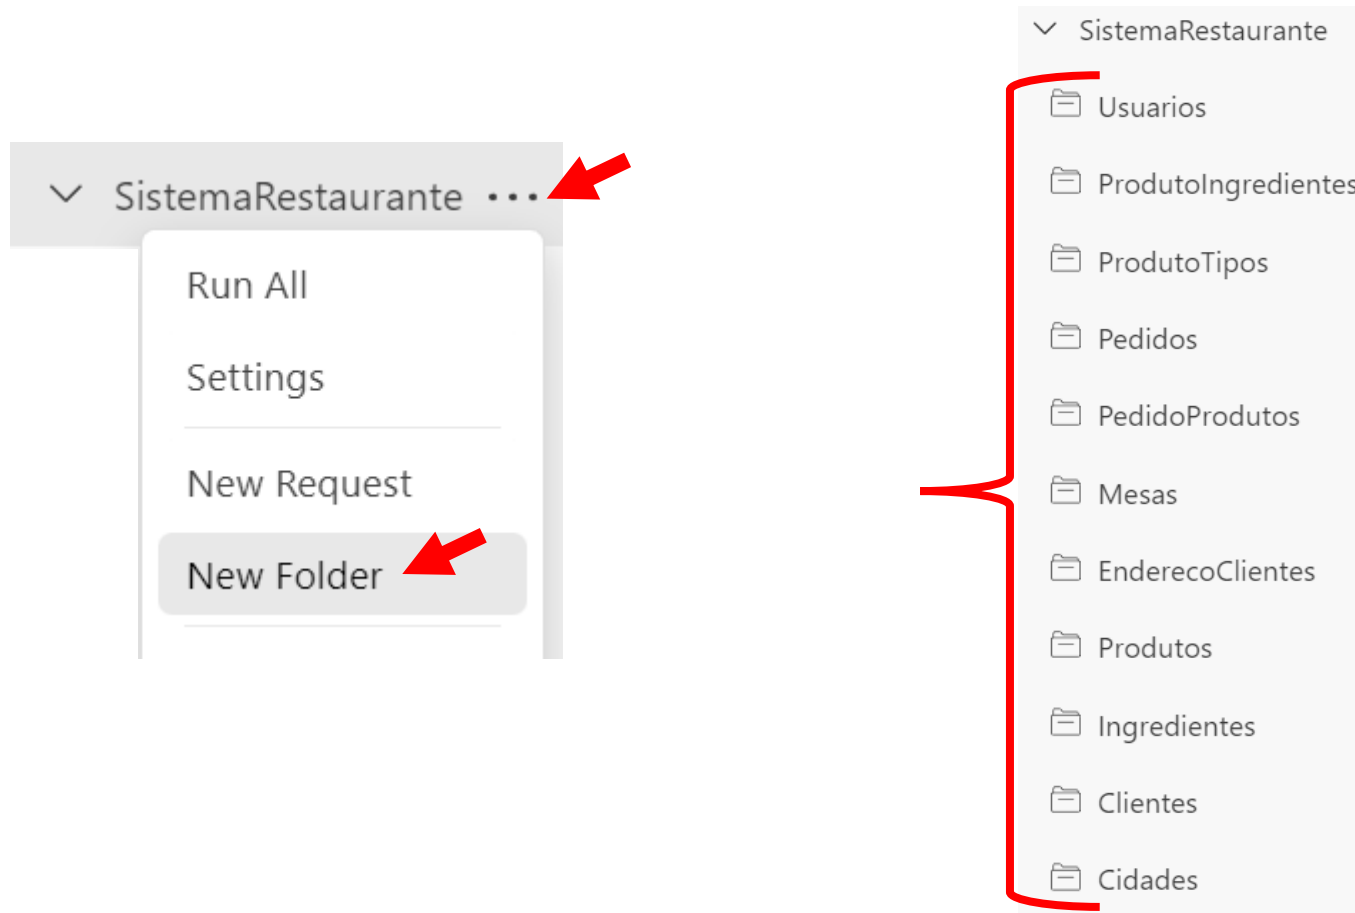 SistemaRestaurante ...
Run All
Settings
New Request
New Folder
SistemaRestaurante
Usuarios
ProdutoIngredientes
ProdutoTipos
Pedidos
PedidoProdutos
Mesas
EnderecoClientes
Produtos
Ingredientes
Clientes
Cidades